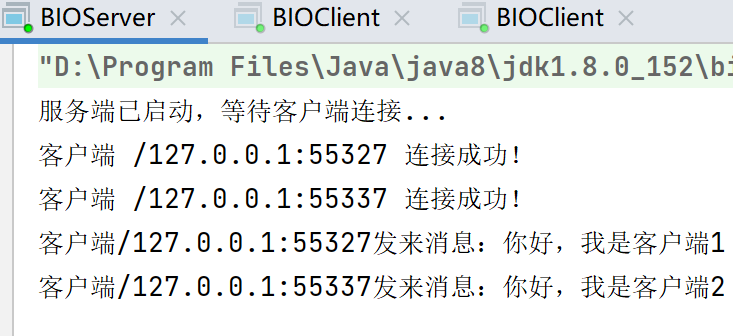 BIOServer BIOClient BIOClient
"D:\Program Files\Java\java8\jdk1.8.0_152\bi
服务端已启动，等待客户端连接...
客户端 /127.0.0.1:55327 连接成功！
客户端 /127.0.0.1:55337 连接成功！
客户端/127.0.0.1:55327发来消息：你好，我是客户端1
客户端/127.0.0.1:55337发来消息：你好，我是客户端2